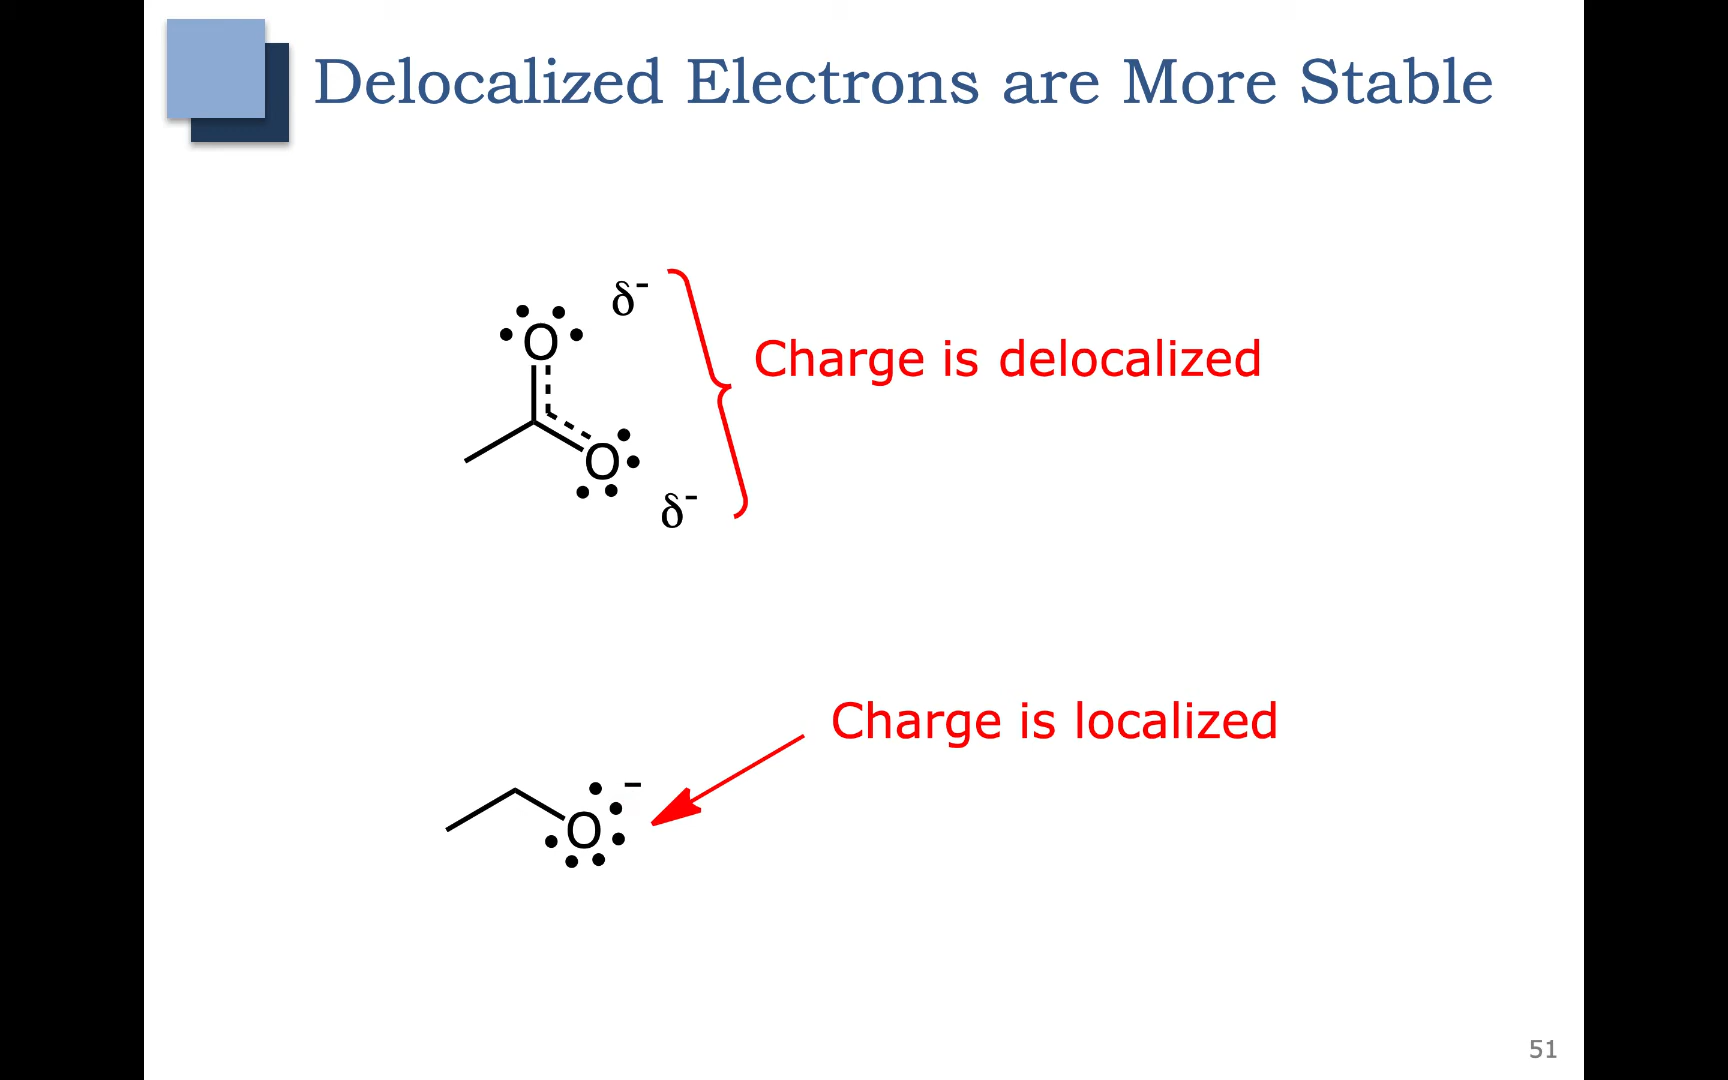 Delocalized Electrons are More Stable
δ-
O
Charge is delocalized
O
δ-
Charge is localized
-
O
51